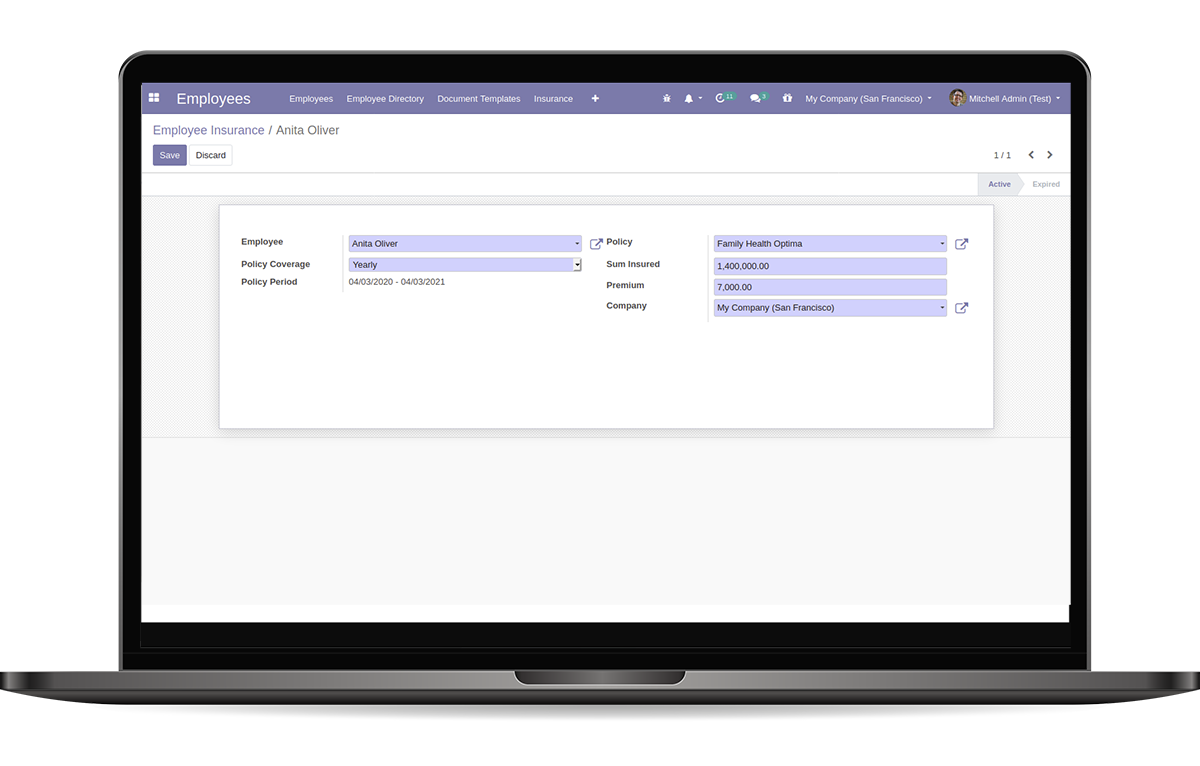 Employees Employees Employee Directory Document Templates Insurance + 11 3 My Company (San Francisco) Mitchell Admin (Test)
Employee Insurance / Anita Oliver
Save Discard 1 / 1
Active Expired
Employee Anita Oliver Policy Family Health Optima
Policy Coverage Yearly Sum Insured 1,400,000.00
Policy Period 04/03/2020 - 04/03/2021 Premium 7,000.00
Company My Company (San Francisco)